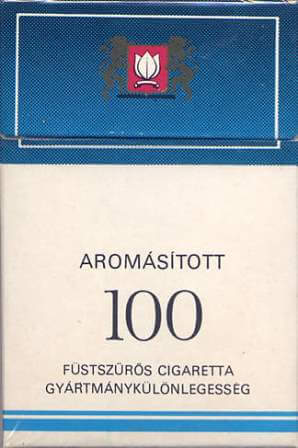 AROMÁSÍTOTT
100
FÜSTSZŰRŐS CIGARETTA
GYÁRTMÁNYKÜLÖNLEGESSÉG